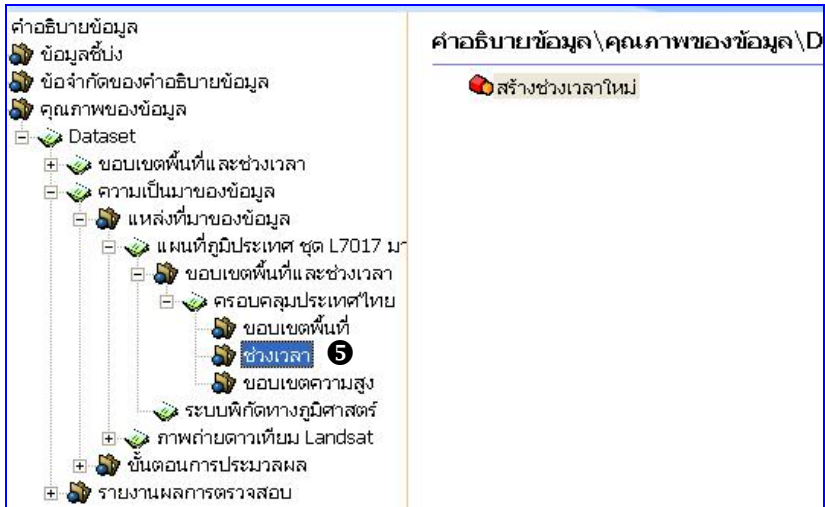 คำอธิบายข้อมูล
ข้อมูลชี้บ่ง
ข้อจำกัดของคำอธิบายข้อมูล
คุณภาพของข้อมูล
Dataset
ขอบเขตพื้นที่และช่วงเวลา
ความเป็นมาของข้อมูล
แหล่งที่มาของข้อมูล
แผนที่ภูมิประเทศ ชุด L7017 มา
ขอบเขตพื้นที่และช่วงเวลา
ครอบคลุมประเทศไทย
ขอบเขตพื้นที่
ช่วงเวลา ❺
ขอบเขตความสูง
ระบบพิกัดทางภูมิศาสตร์
ภาพถ่ายดาวเทียม Landsat
ขั้นตอนการประมวลผล
รายงานผลการตรวจสอบ
คำอธิบายข้อมูล\คุณภาพของข้อมูล\D
สร้างช่วงเวลาใหม่